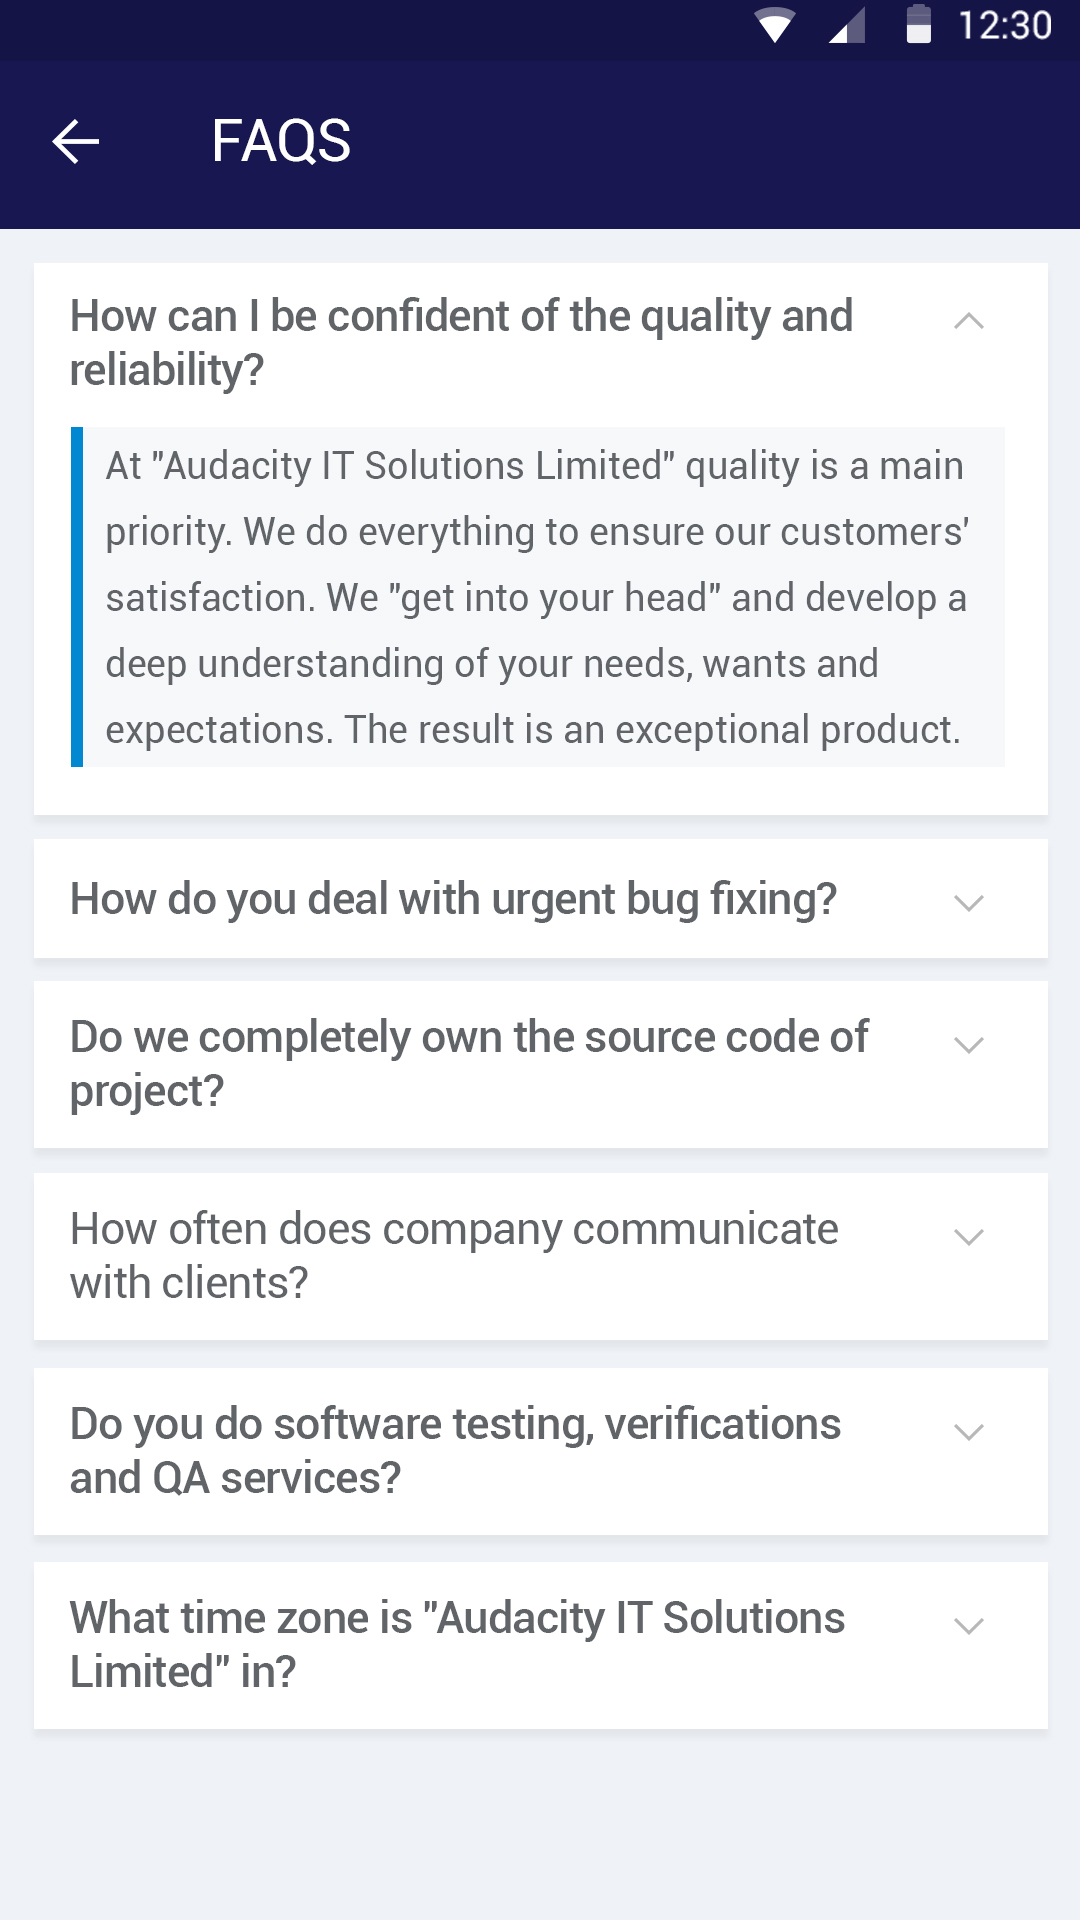 12:30
FAQS
How can I be confident of the quality and
reliability?
At "Audacity IT Solutions Limited" quality is a main
priority. We do everything to ensure our customers'
satisfaction. We "get into your head" and develop a
deep understanding of your needs, wants and
expectations. The result is an exceptional product.
How do you deal with urgent bug fixing?
Do we completely own the source code of
project?
How often does company communicate
with clients?
Do you do software testing, verifications
and QA services?
What time zone is "Audacity IT Solutions
Limited" in?